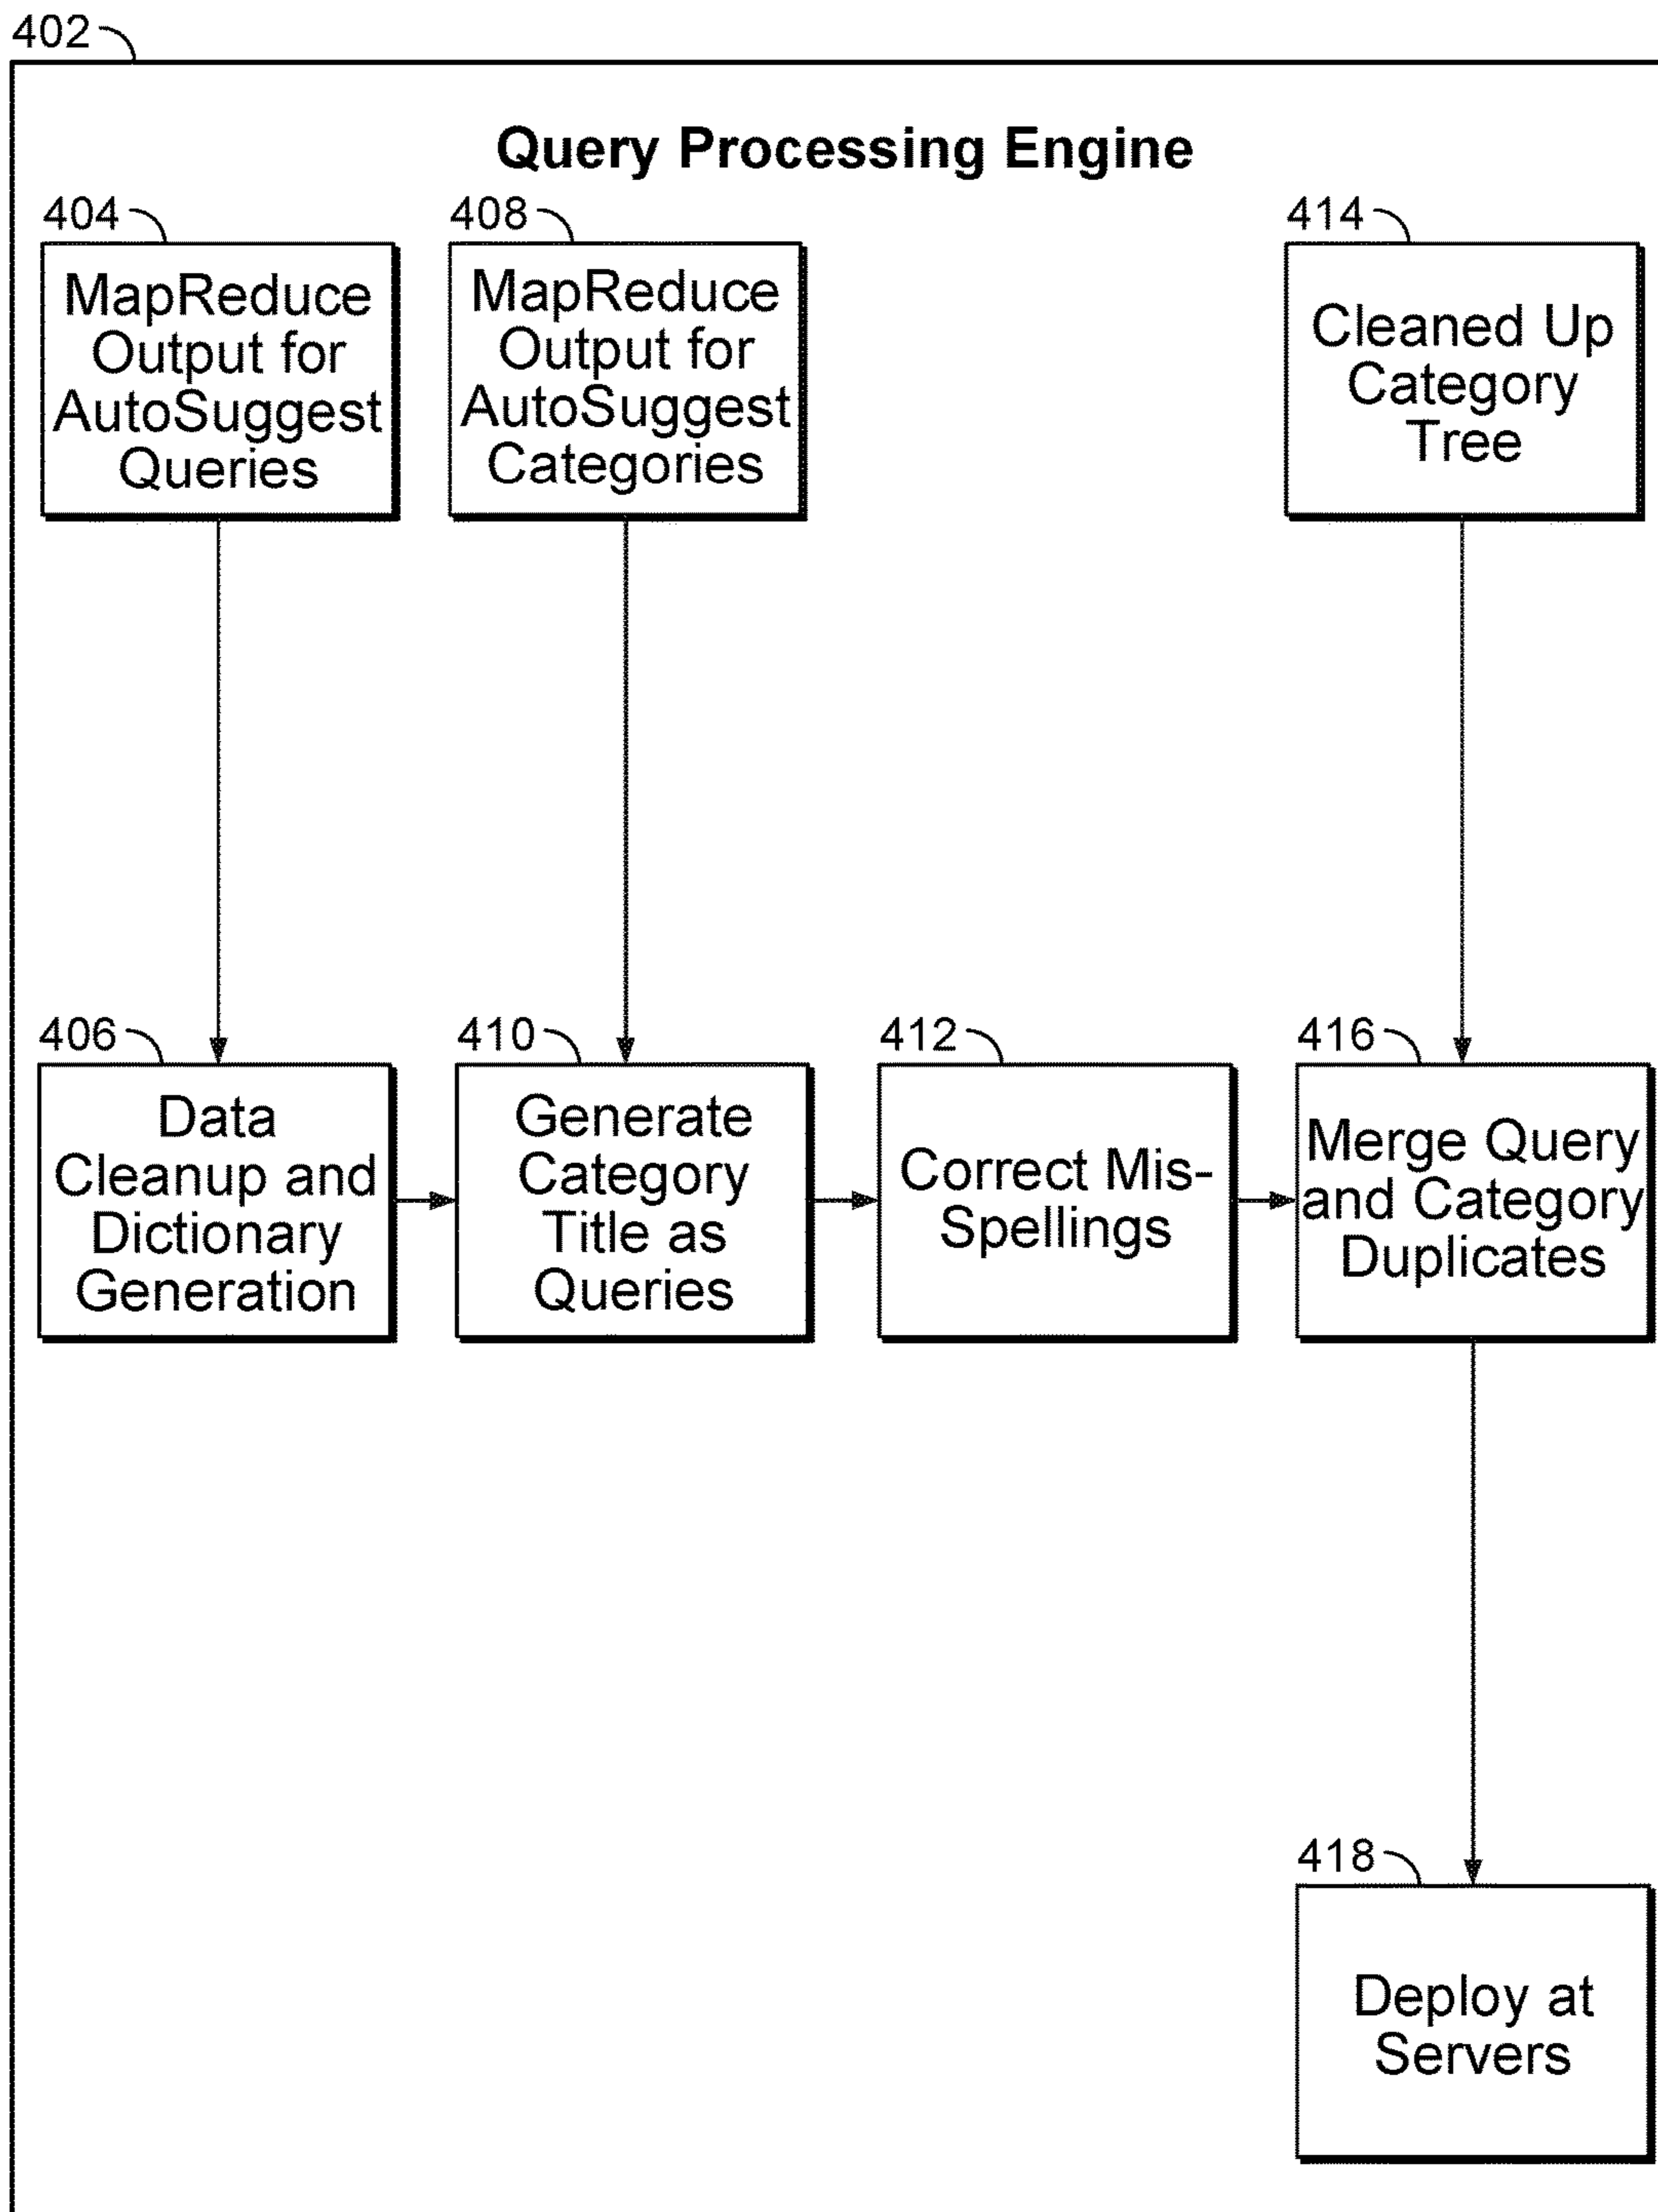 402
Query Processing Engine
404
MapReduce
Output for
AutoSuggest
Queries
408
MapReduce
Output for
AutoSuggest
Categories
414
Cleaned Up
Category
Tree
406
Data
Cleanup and
Dictionary
Generation
410
Generate
Category
Title as
Queries
412
Correct Mis-
Spellings
416
Merge Query
and Category
Duplicates
418
Deploy at
Servers